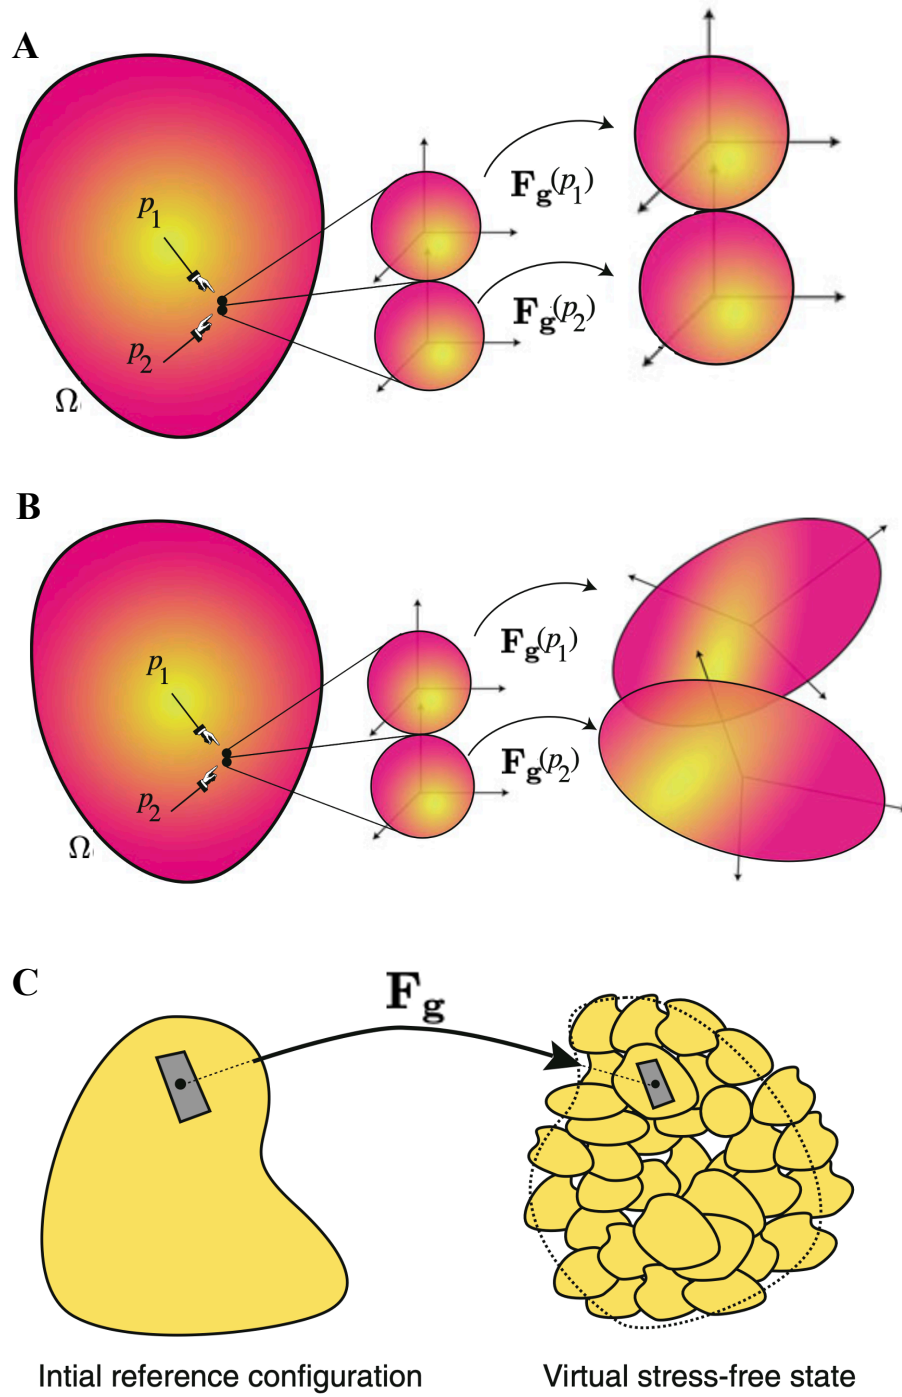 A
p1
Fg(p1)
Fg(p2)
p2
Ω
B
Fg(p1)
p1
Fg(p2)
p2
Ω
C
Fg
Intial reference configuration
Virtual stress-free state